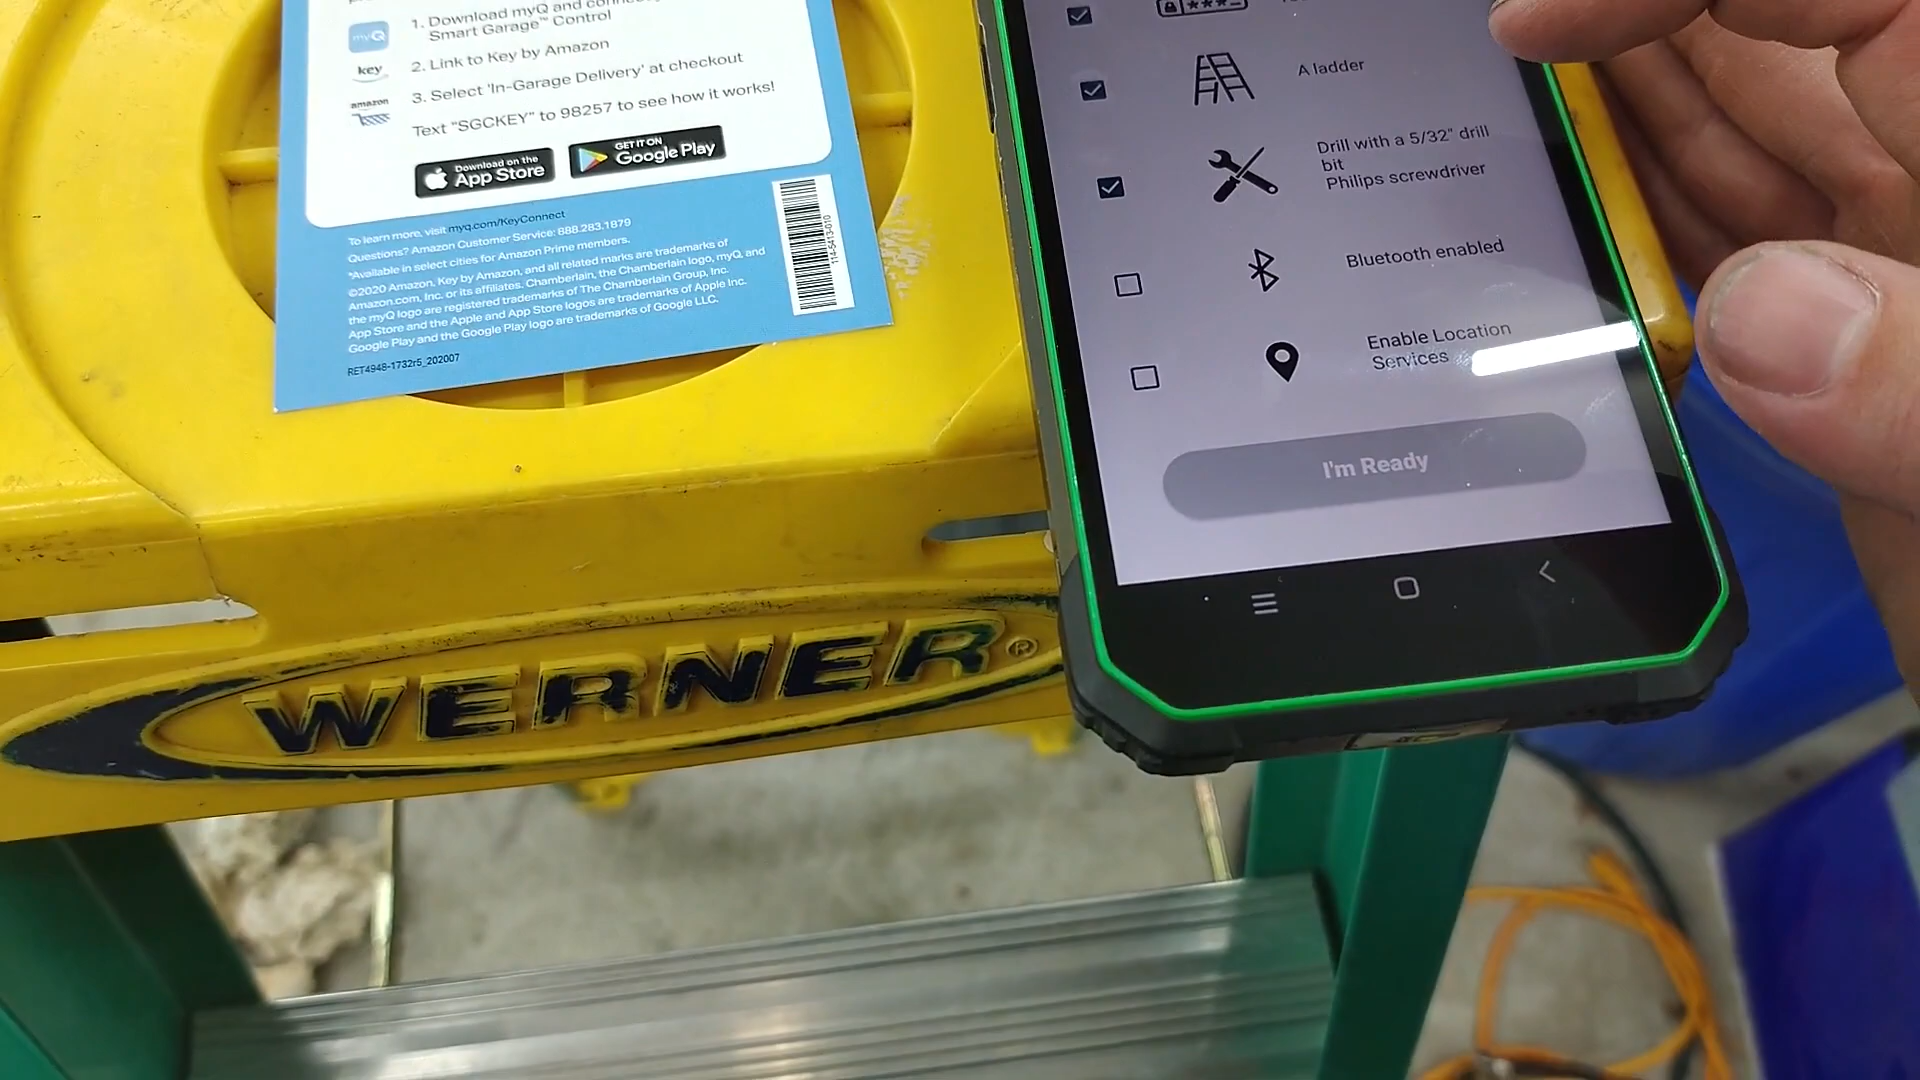 1. Download myQ and
Smart Garage™ Control
myQ
2. Link to Key by Amazon
key
3. Select 'In-Garage Delivery' at checkout
amazon
Text "SGCKEY" to 98257 to see how it works!
Download on the
App Store
GET IT ON
Google Play
To learn more, visit myq.com/KeyConnect
Questions? Amazon Customer Service: 888.283.1879
*Available in select cities for Amazon Prime members.
©2020 Amazon, Key by Amazon, and all related marks are trademarks of
Amazon.com, Inc. or its affiliates. Chamberlain, the Chamberlain logo, myQ, and
the myQ logo are registered trademarks of The Chamberlain Group, Inc.
App Store and the Apple and App Store logos are trademarks of Apple Inc.
Google Play and the Google Play logo are trademarks of Google LLC.
RET4948-1732r5_202007
114-5413-010
***_
A ladder
Drill with a 5/32" drill
bit
Philips screwdriver
Bluetooth enabled
Enable Location
Services
I'm Ready
WERNER®